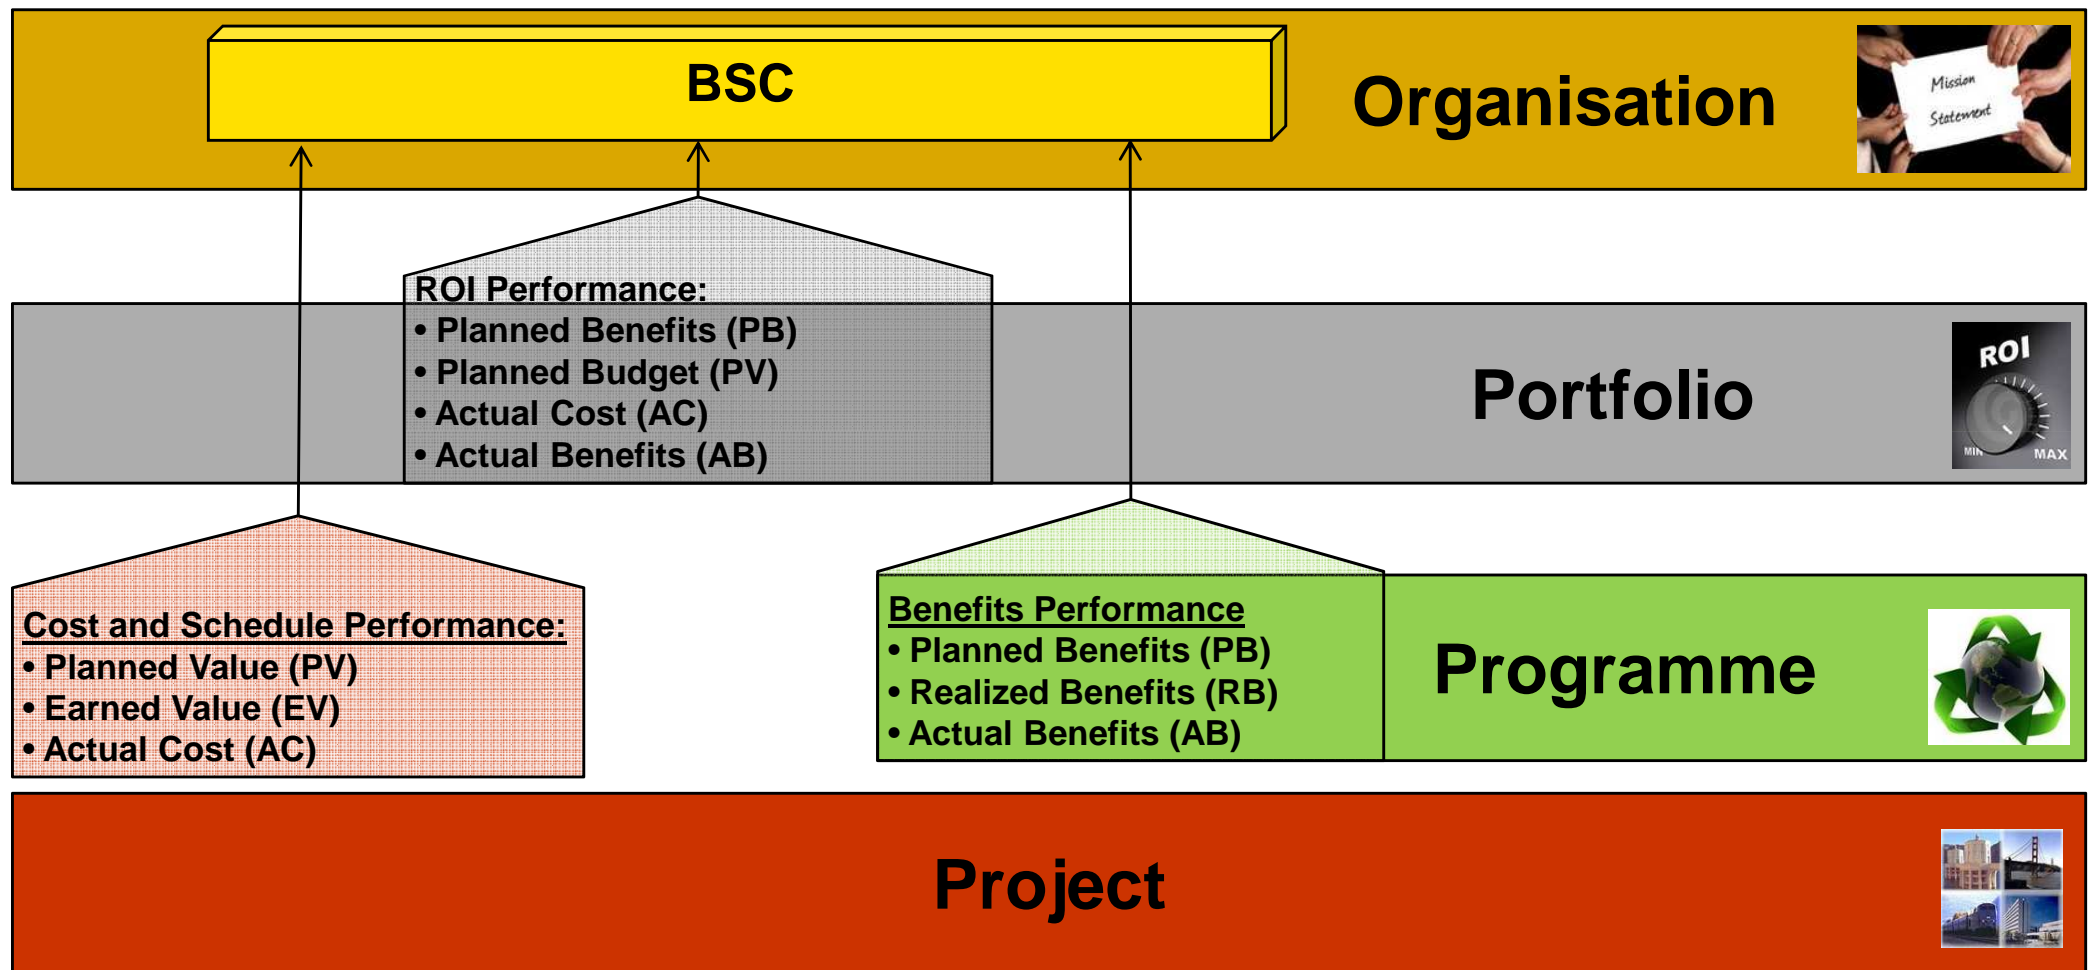 BSC
Organisation
Mission
Statement
ROI Performance:
• Planned Benefits (PB)
• Planned Budget (PV)
• Actual Cost (AC)
• Actual Benefits (AB)
Portfolio
ROI
MIN
MAX
Cost and Schedule Performance:
• Planned Value (PV)
• Earned Value (EV)
• Actual Cost (AC)
Benefits Performance
• Planned Benefits (PB)
• Realized Benefits (RB)
• Actual Benefits (AB)
Programme
Project